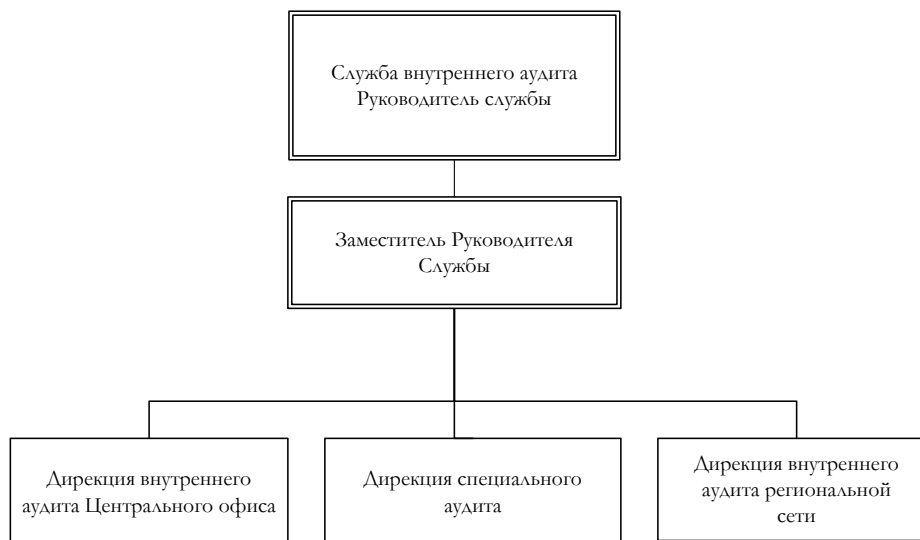 Служба внутреннего аудита
Руководитель службы
Заместитель Руководителя
Службы
Дирекция внутреннего
аудита Центрального офиса
Дирекция специального
аудита
Дирекция внутреннего
аудита региональной
сети